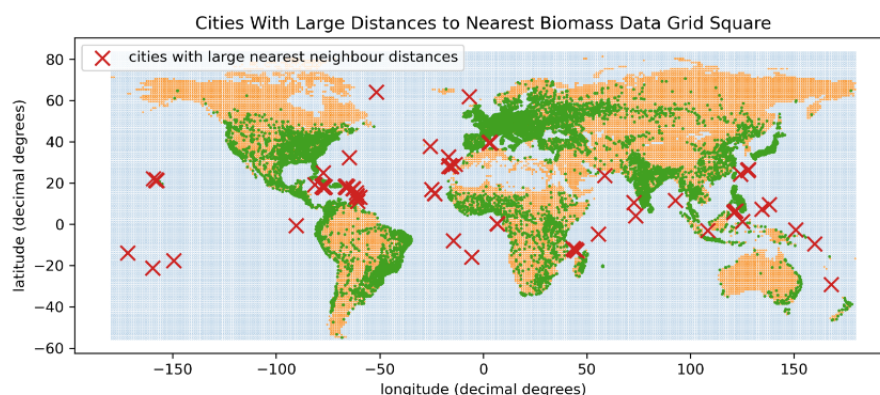 Cities With Large Distances to Nearest Biomass Data Grid Square
cities with large nearest neighbour distances
80
60
40
20
0
−20
−40
−60
latitude (decimal degrees)
−150 −100 −50 0 50 100 150
longitude (decimal degrees)